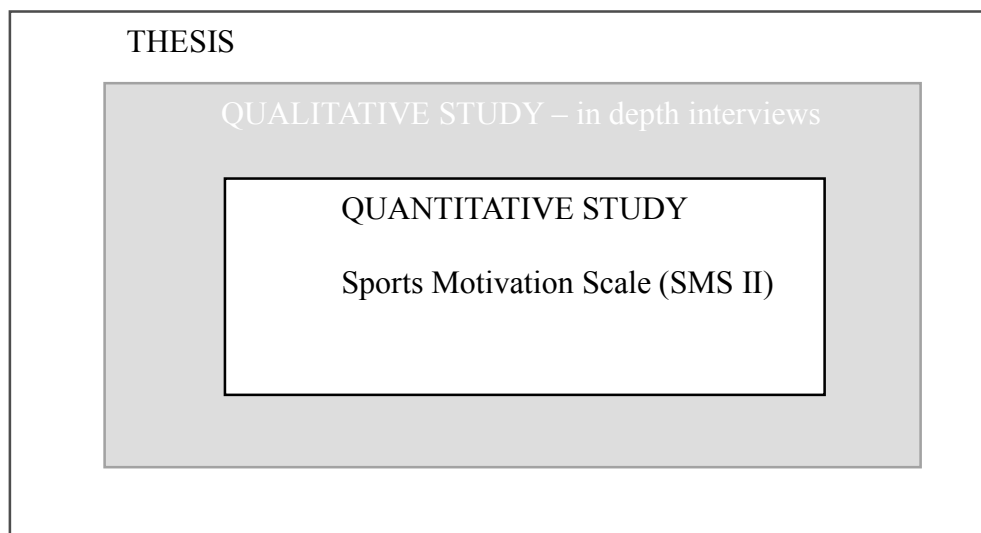 THESIS
QUALITATIVE STUDY – in depth interviews
QUANTITATIVE STUDY
Sports Motivation Scale (SMS II)